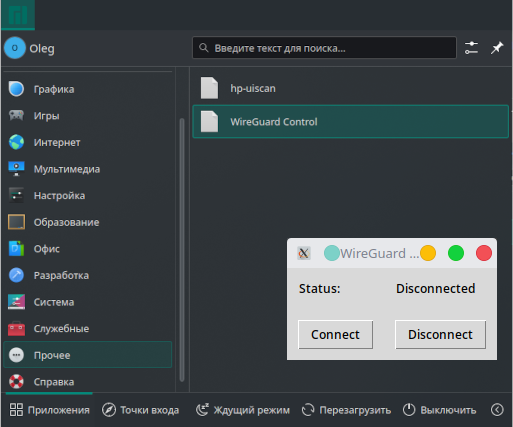 O Oleg
Введите текст для поиска...
Графика
Игры
Интернет
Мультимедиа
Настройка
Образование
Офис
Разработка
Система
Служебные
Прочее
Справка
hp-uiscan
WireGuard Control
WireGuard ...
Status: Disconnected
Connect Disconnect
Приложения Точки входа Ждущий режим Перезагрузить Выключить